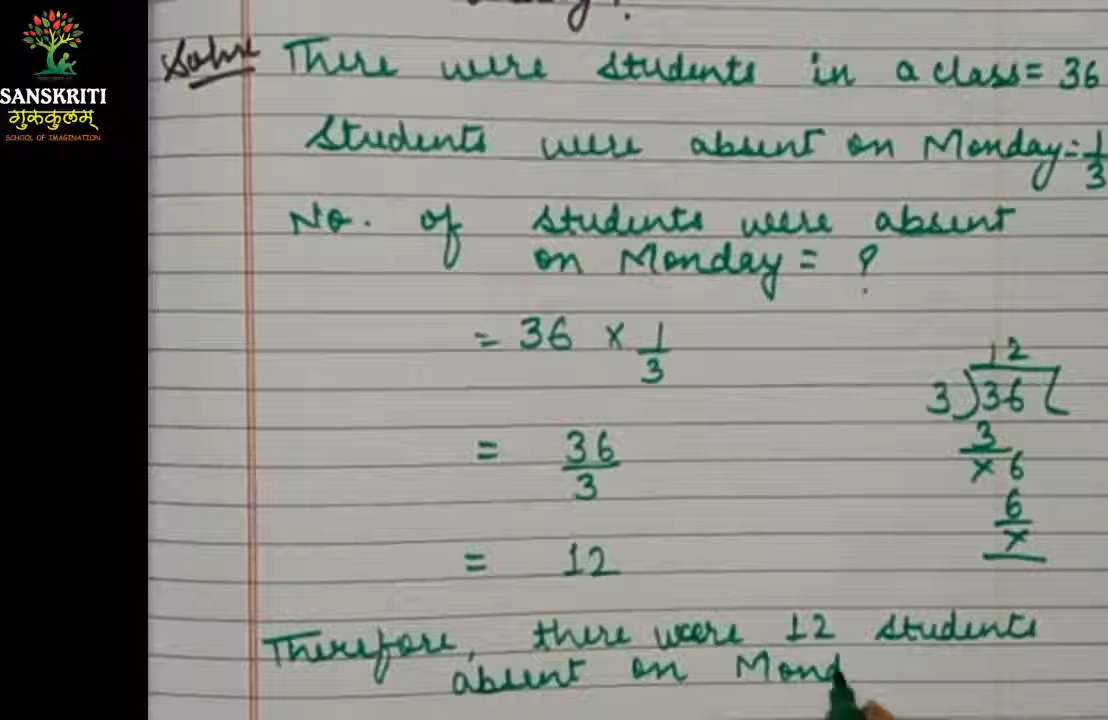 SANSKRITI
गुरुकुलम्
SCHOOL OF IMAGINATION
Soln There were students in a class = 36
Students were absent on Monday = 1/3
No. of students were absent
on Monday = ?
= 36 × 1/3
= 36/3
= 12
12
3)36(
3
×6
6
×
Therefore, there were 12 students
absent on Mond